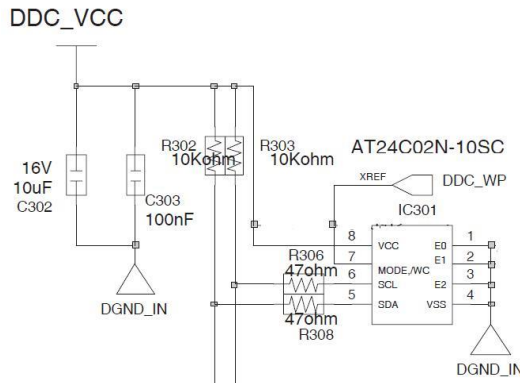 DDC_VCC
R302
10Kohm
R303
10Kohm
AT24C02N-10SC
16V
10uF
C302
C303
100nF
XREF
DDC_WP
IC301
8
VCC
E0
1
7
MODE,/WC
E1
2
R306
47ohm
6
SCL
E2
3
5
SDA
VSS
4
47ohm
R308
DGND_IN
DGND_IN